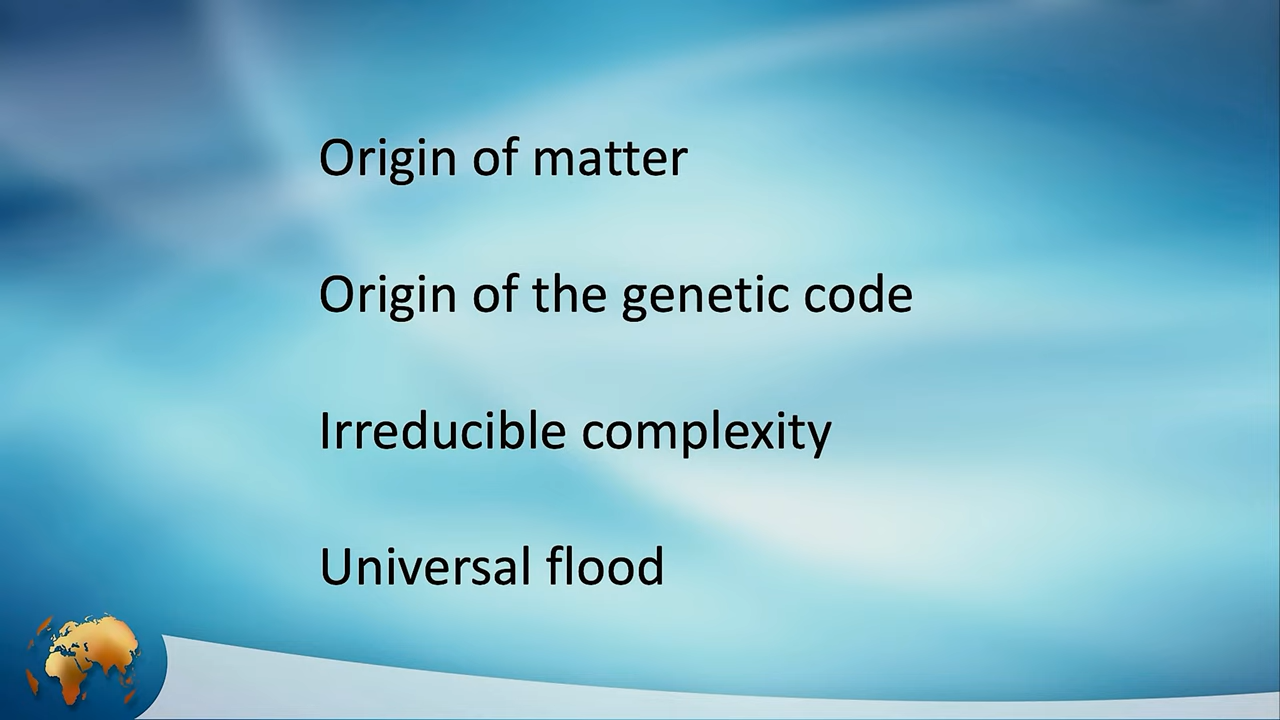 Origin of matter
Origin of the genetic code
Irreducible complexity
Universal flood